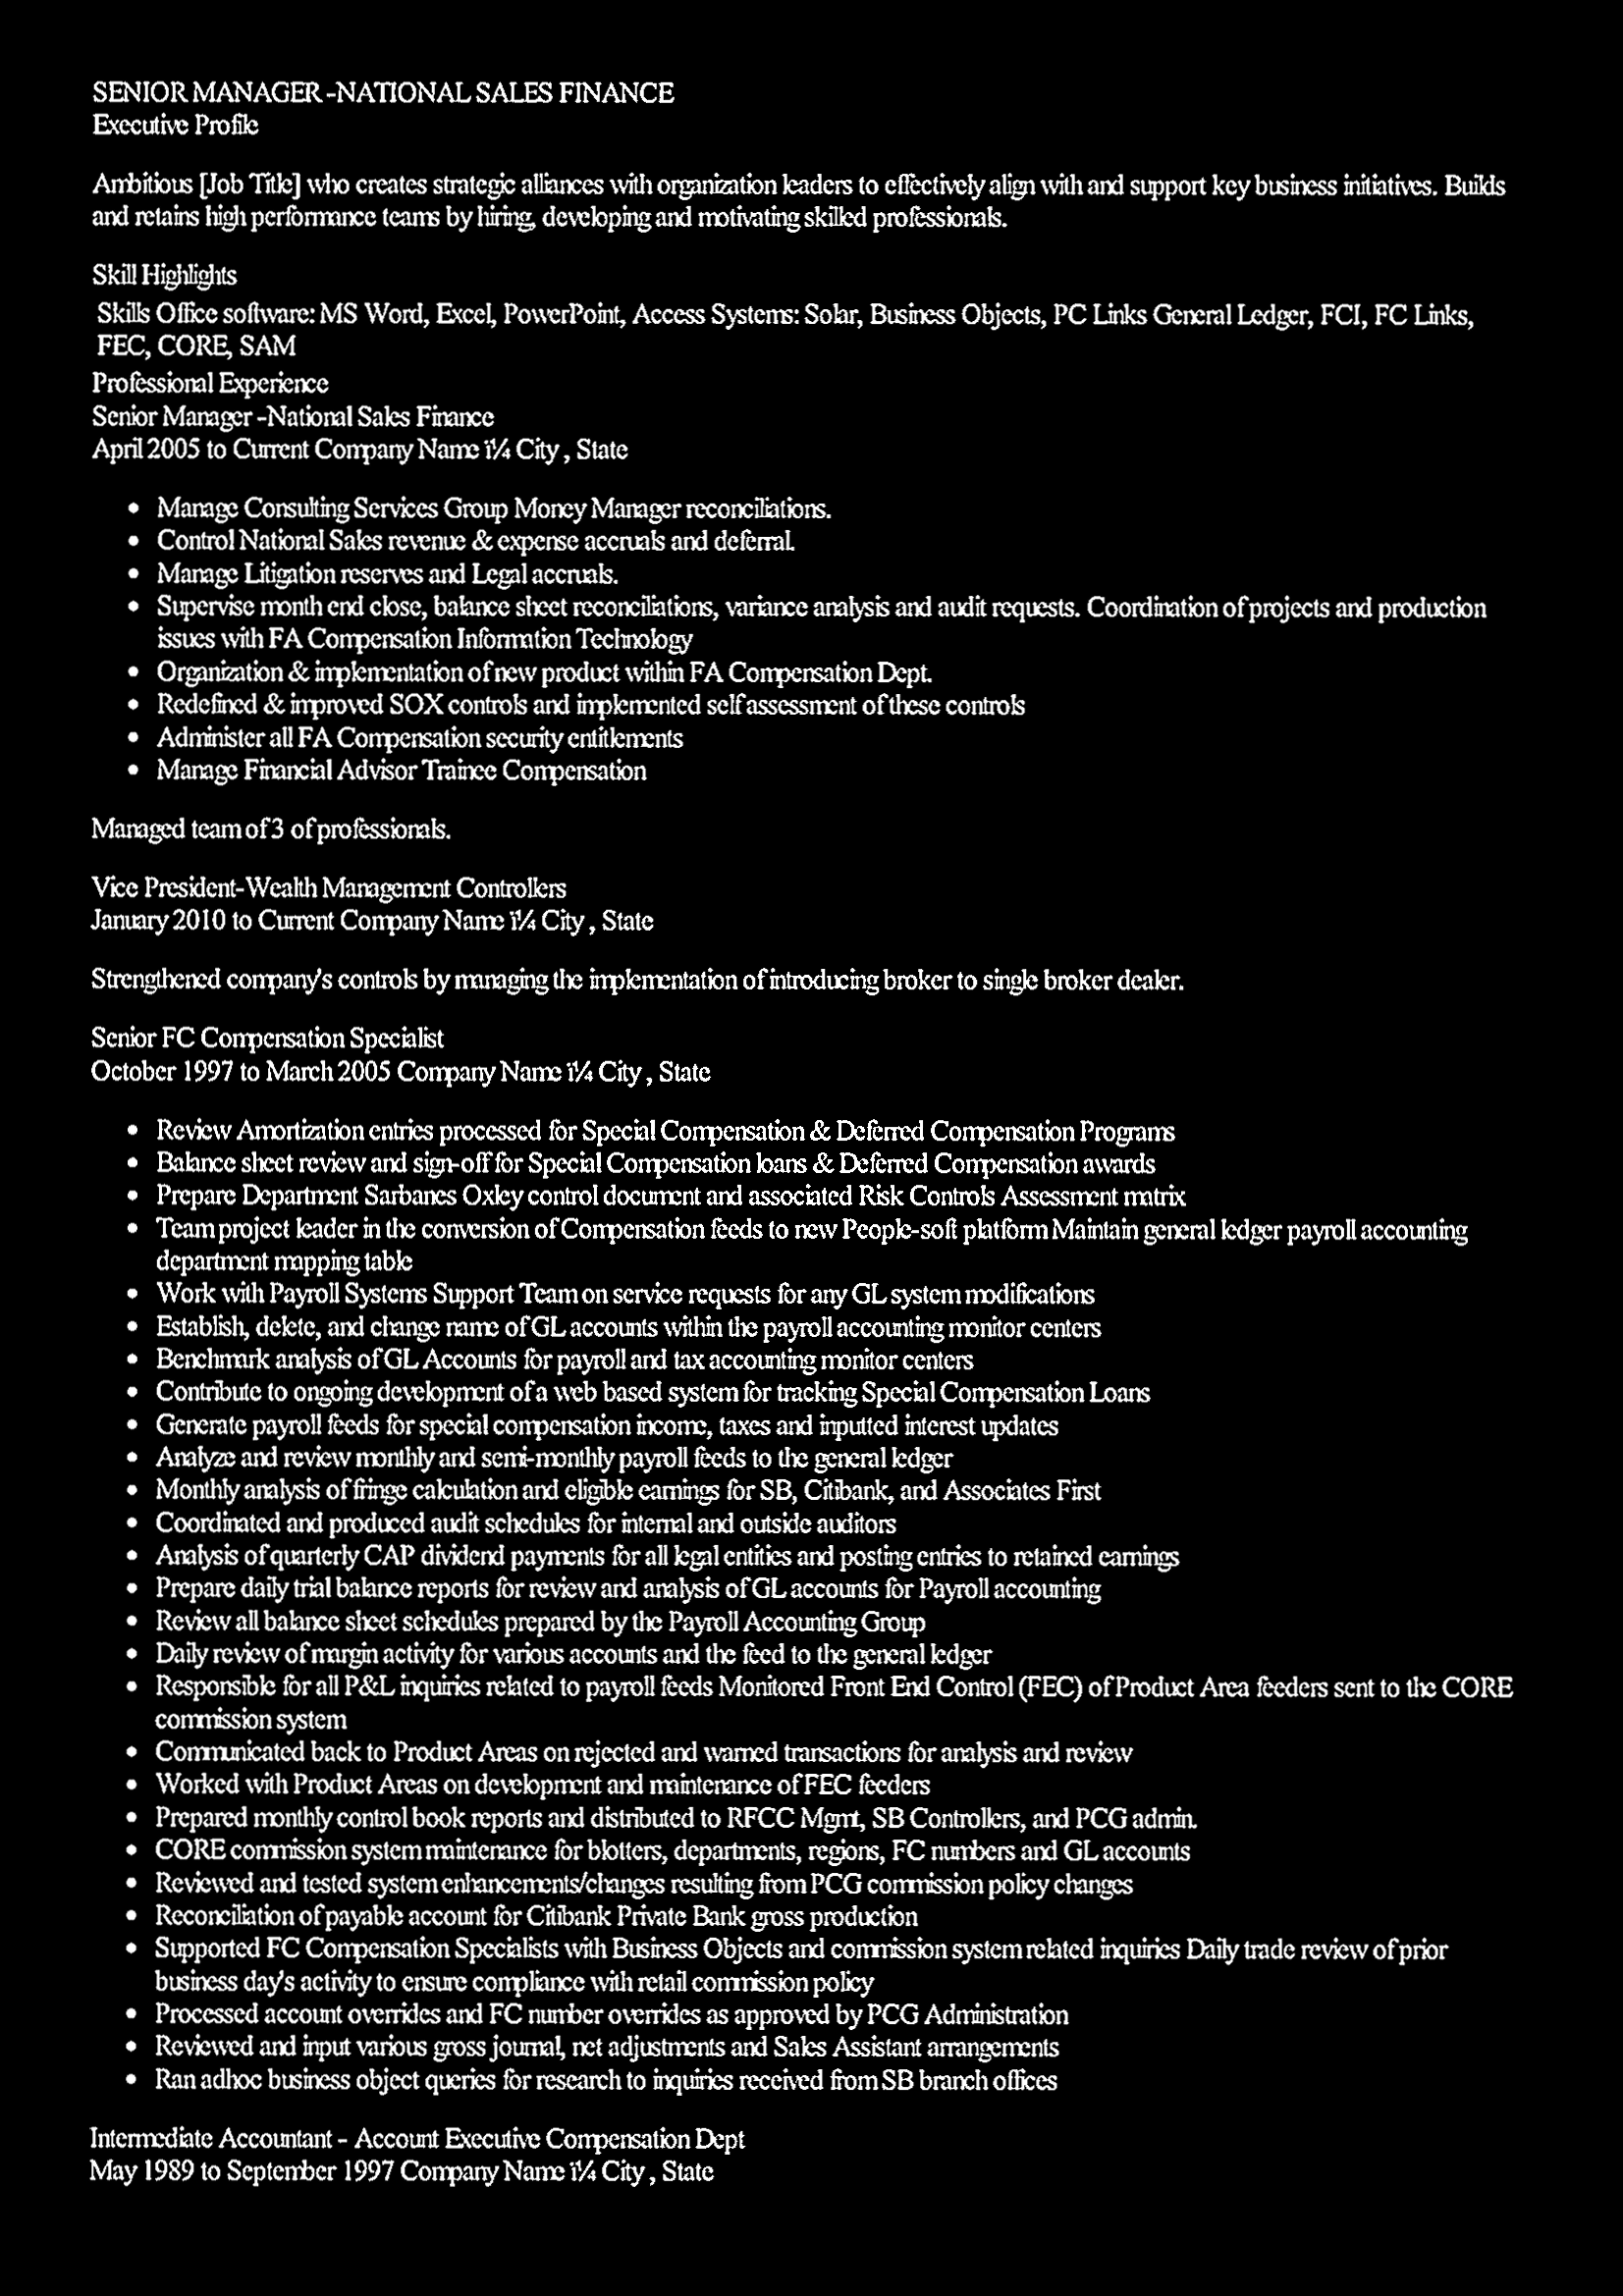 SENIOR MANAGER -NATIONAL SALES FINANCE
Executive Profile
Ambitious [Job Title] who creates strategic alliances with organization leaders to effectively align with and support key business initiatives. Builds
and retains high performance teams by hiring, developing and motivating skilled professionals.
Skill Highlights
Skills Office software: MS Word, Excel, PowerPoint, Access Systems: Solar, Business Objects, PC Links General Ledger, FCI, FC Links,
FEC, CORE, SAM
Professional Experience
Senior Manager -National Sales Finance
April 2005 to Current Company Name ï¼ City , State
• Manage Consulting Services Group Money Manager reconciliations.
• Control National Sales revenue & expense accruals and deferral.
• Manage Litigation reserves and Legal accruals.
• Supervise month end close, balance sheet reconciliations, variance analysis and audit requests. Coordination of projects and production
issues with FA Compensation Information Technology
• Organization & implementation of new product within FA Compensation Dept.
• Redefined & improved SOX controls and implemented self assessment of these controls
• Administer all FA Compensation security entitlements
• Manage Financial Advisor Trainee Compensation
Managed team of 3 of professionals.
Vice President-Wealth Management Controllers
January 2010 to Current Company Name ï¼ City , State
Strengthened company's controls by managing the implementation of introducing broker to single broker dealer.
Senior FC Compensation Specialist
October 1997 to March 2005 Company Name ï¼ City , State
• Review Amortization entries processed for Special Compensation & Deferred Compensation Programs
• Balance sheet review and sign-off for Special Compensation loans & Deferred Compensation awards
• Prepare Department Sarbanes Oxley control document and associated Risk Controls Assessment matrix
• Team project leader in the conversion of Compensation feeds to new People-soft platform Maintain general ledger payroll accounting
department mapping table
• Work with Payroll Systems Support Team on service requests for any GL system modifications
• Establish, delete, and change name of GL accounts within the payroll accounting monitor centers
• Benchmark analysis of GL Accounts for payroll and tax accounting monitor centers
• Contribute to ongoing development of a web based system for tracking Special Compensation Loans
• Generate payroll feeds for special compensation income, taxes and inputted interest updates
• Analyze and review monthly and semi-monthly payroll feeds to the general ledger
• Monthly analysis of fringe calculation and eligible earnings for SB, Citibank, and Associates First
• Coordinated and produced audit schedules for internal and outside auditors
• Analysis of quarterly CAP dividend payments for all legal entities and posting entries to retained earnings
• Prepare daily trial balance reports for review and analysis of GL accounts for Payroll accounting
• Review all balance sheet schedules prepared by the Payroll Accounting Group
• Daily review of margin activity for various accounts and the feed to the general ledger
• Responsible for all P&L inquiries related to payroll feeds Monitored Front End Control (FEC) of Product Area feeders sent to the CORE
commission system
• Communicated back to Product Areas on rejected and warned transactions for analysis and review
• Worked with Product Areas on development and maintenance of FEC feeders
• Prepared monthly control book reports and distributed to RFCC Mgmt, SB Controllers, and PCG admin.
• CORE commission system maintenance for blotters, departments, regions, FC numbers and GL accounts
• Reviewed and tested system enhancements/changes resulting from PCG commission policy changes
• Reconciliation of payable account for Citibank Private Bank gross production
• Supported FC Compensation Specialists with Business Objects and commission system related inquiries Daily trade review of prior
business day's activity to ensure compliance with retail commission policy
• Processed account overrides and FC number overrides as approved by PCG Administration
• Reviewed and input various gross journal, net adjustments and Sales Assistant arrangements
• Ran adhoc business object queries for research to inquiries received from SB branch offices
Intermediate Accountant - Account Executive Compensation Dept
May 1989 to September 1997 Company Name ï¼ City , State